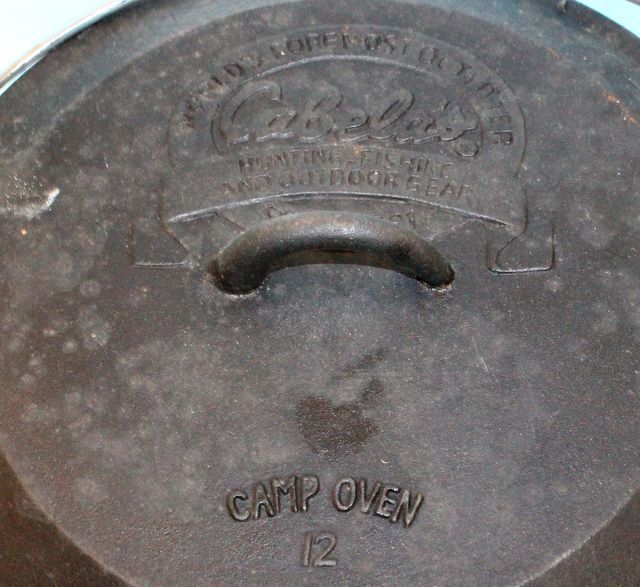 WORLD'S FOREMOST OUTFITTER
Cabela's
HUNTING, FISHING
AND OUTDOOR GEAR
CAMP OVEN
12